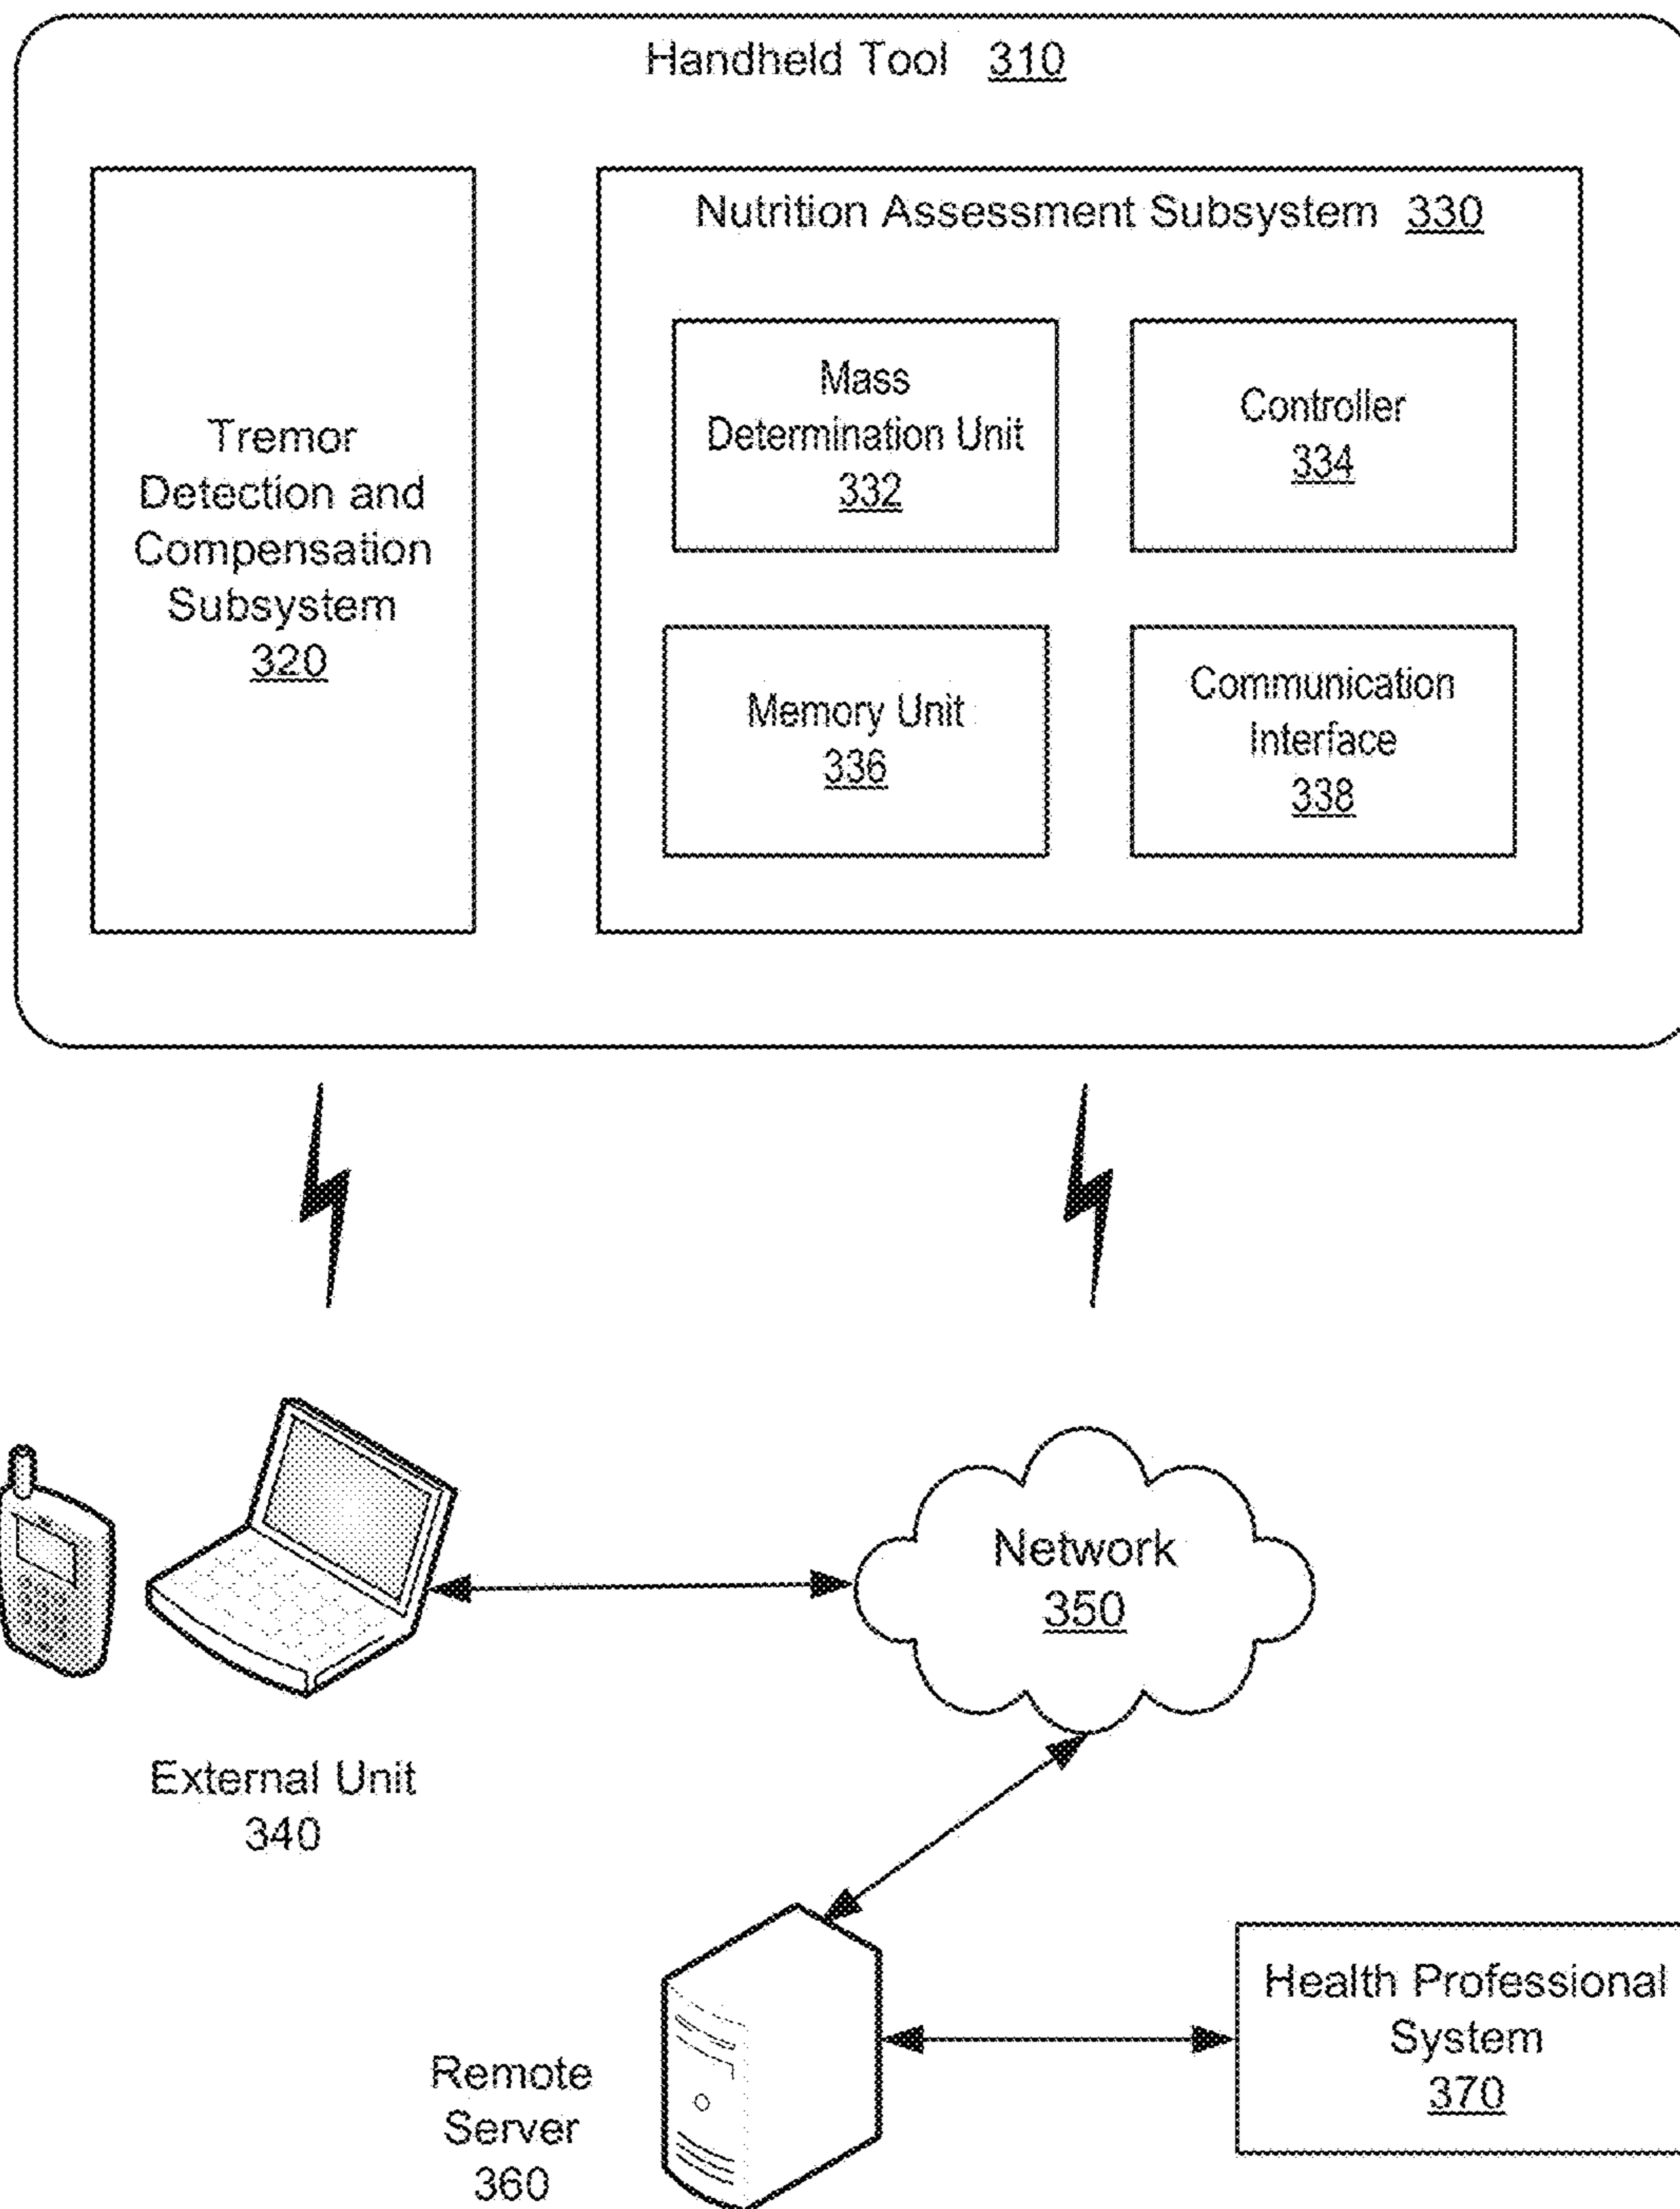 Handheld Tool 310
Nutrition Assessment Subsystem 330
Tremor
Detection and
Compensation
Subsystem
320
Mass
Determination Unit
332
Controller
334
Memory Unit
336
Communication
Interface
338
Network
350
External Unit
340
Remote
Server
360
Health Professional
System
370